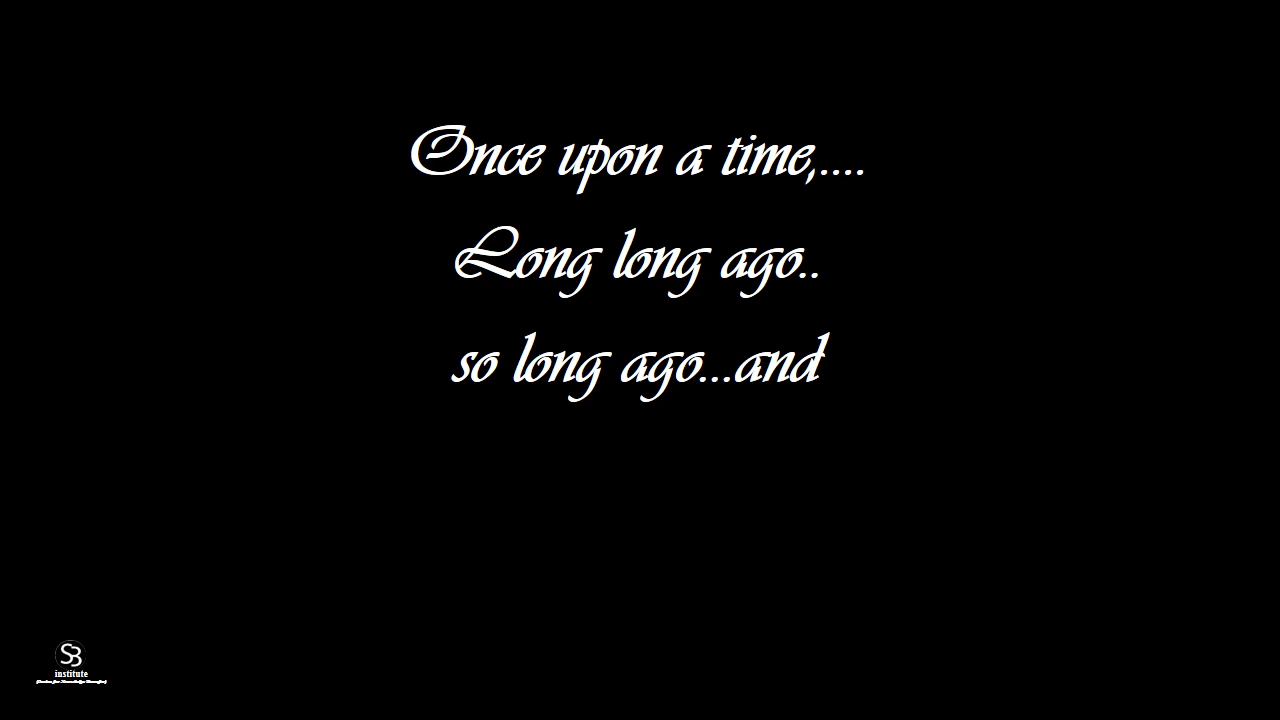 Once upon a time,....
Long long ago..
so long ago...and
SB
institute